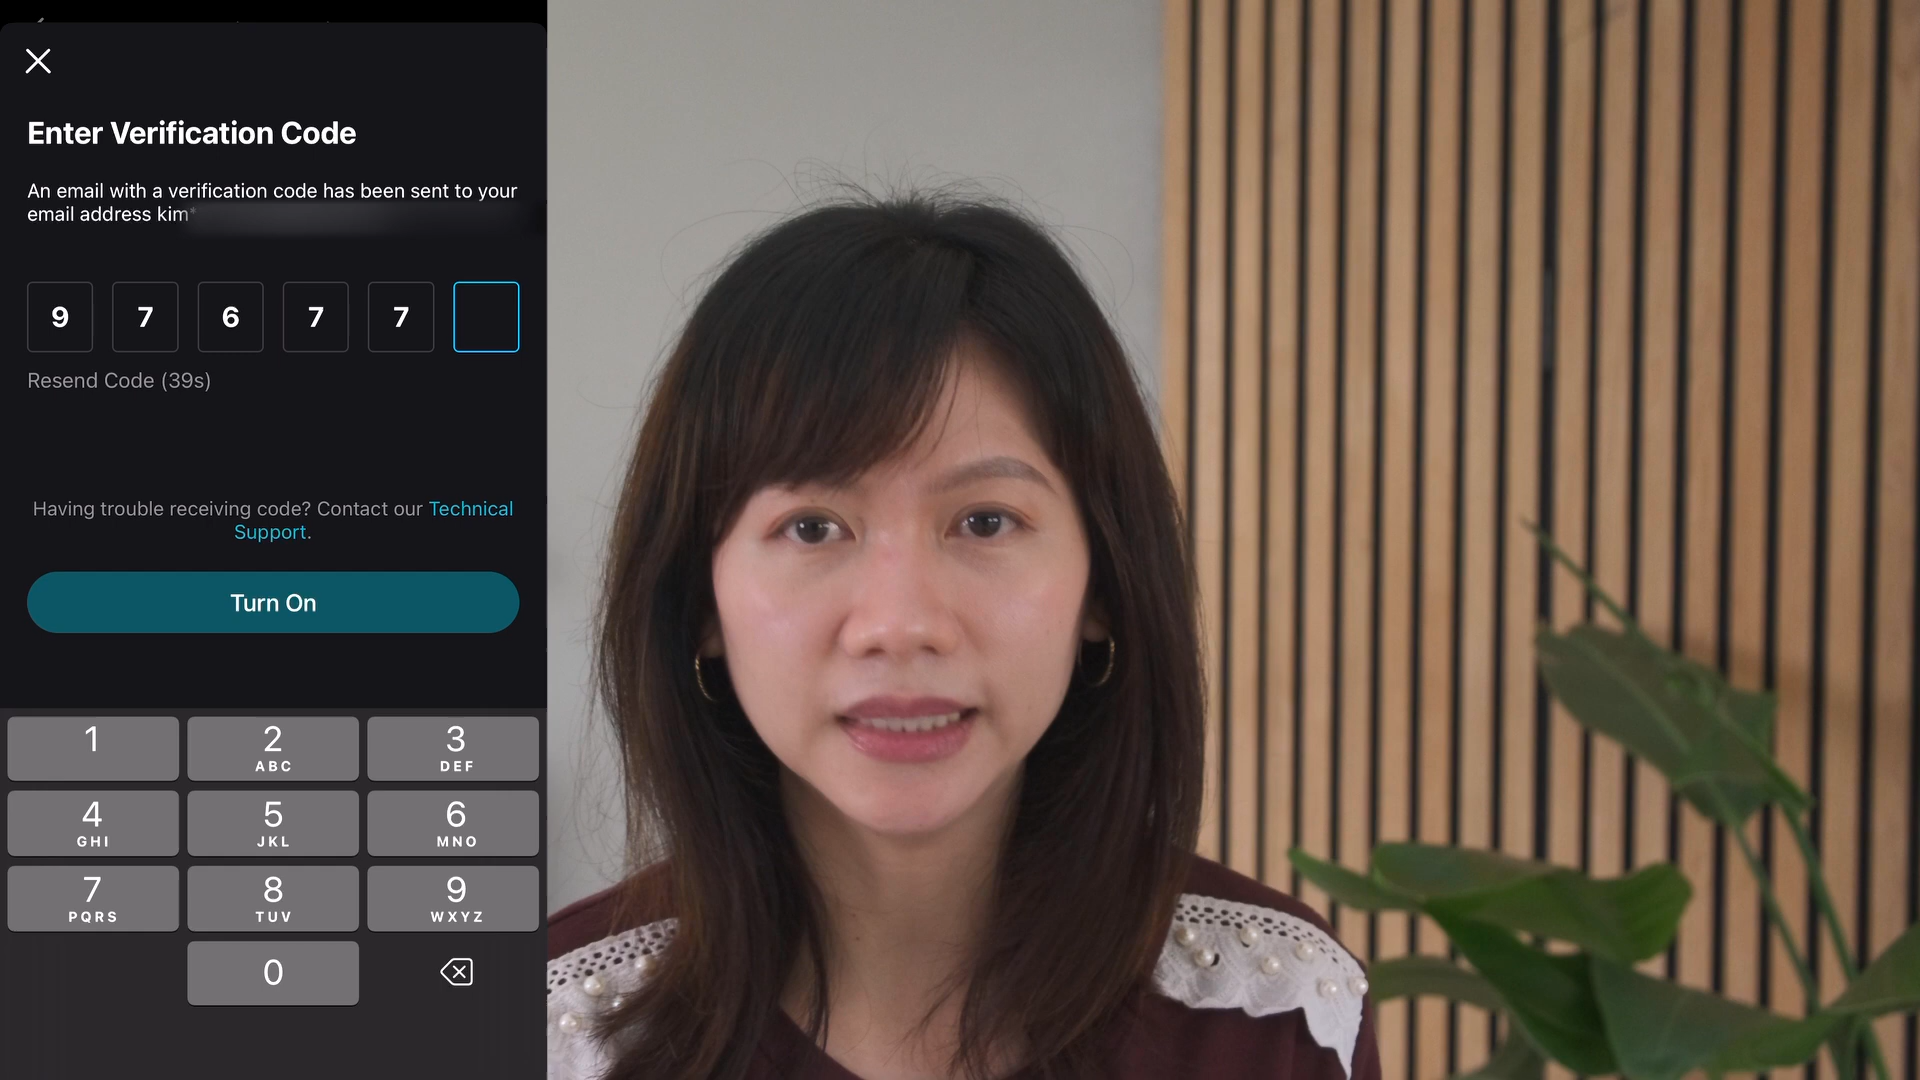 Enter Verification Code
An email with a verification code has been sent to your
email address kim*
9 7 6 7 7
Resend Code (39s)
Having trouble receiving code? Contact our Technical
Support.
Turn On
1 2 3
ABC DEF
4 5 6
GHI JKL MNO
7 8 9
PQRS TUV WXYZ
0